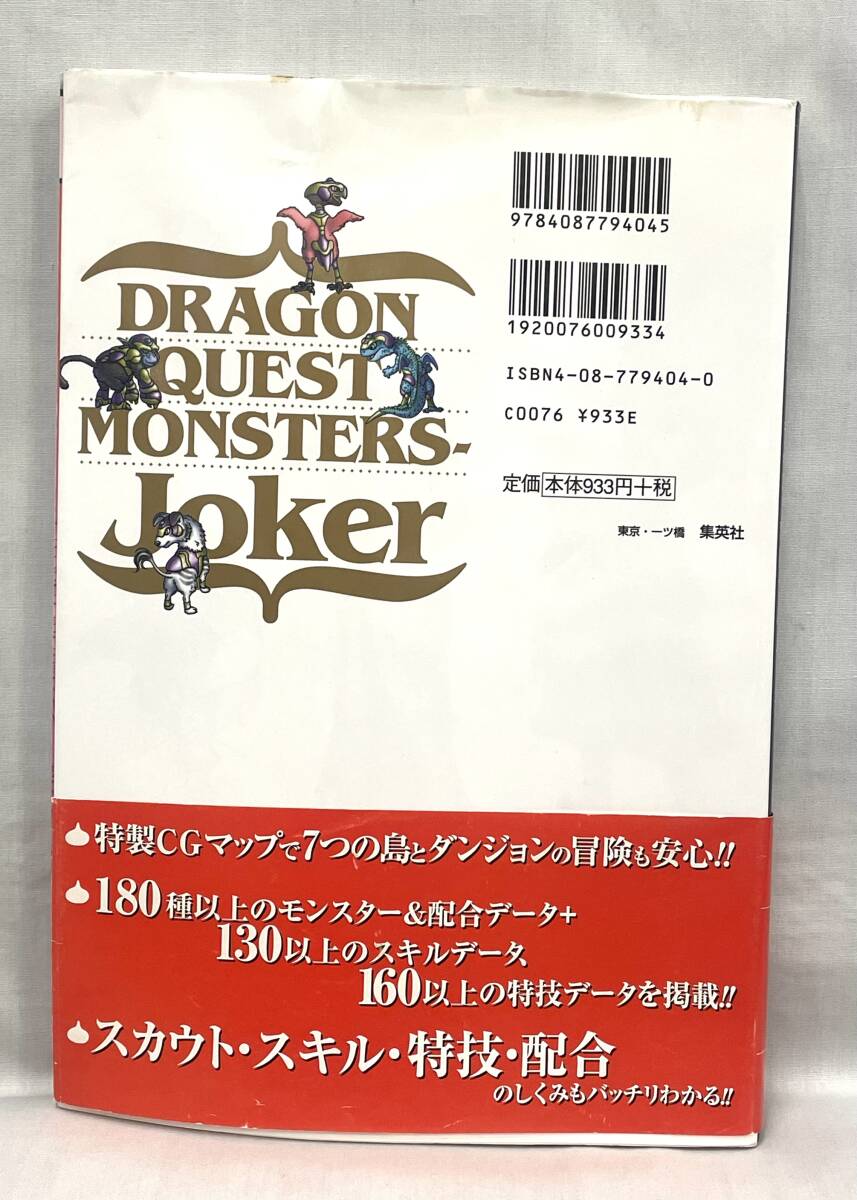 9784087794045
1920076009334
ISBN4-08-779404-0
C0076 ¥933E
定価 本体933円+税
東京・一ツ橋 集英社
DRAGON
QUEST
MONSTERS-
Joker
特製CGマップで7つの島とダンジョンの冒険も安心!!
180種以上のモンスター&配合データ+
130以上のスキルデータ、
160以上の特技データを掲載!!
スカウト・スキル・特技・配合
のしくみもバッチリわかる!!